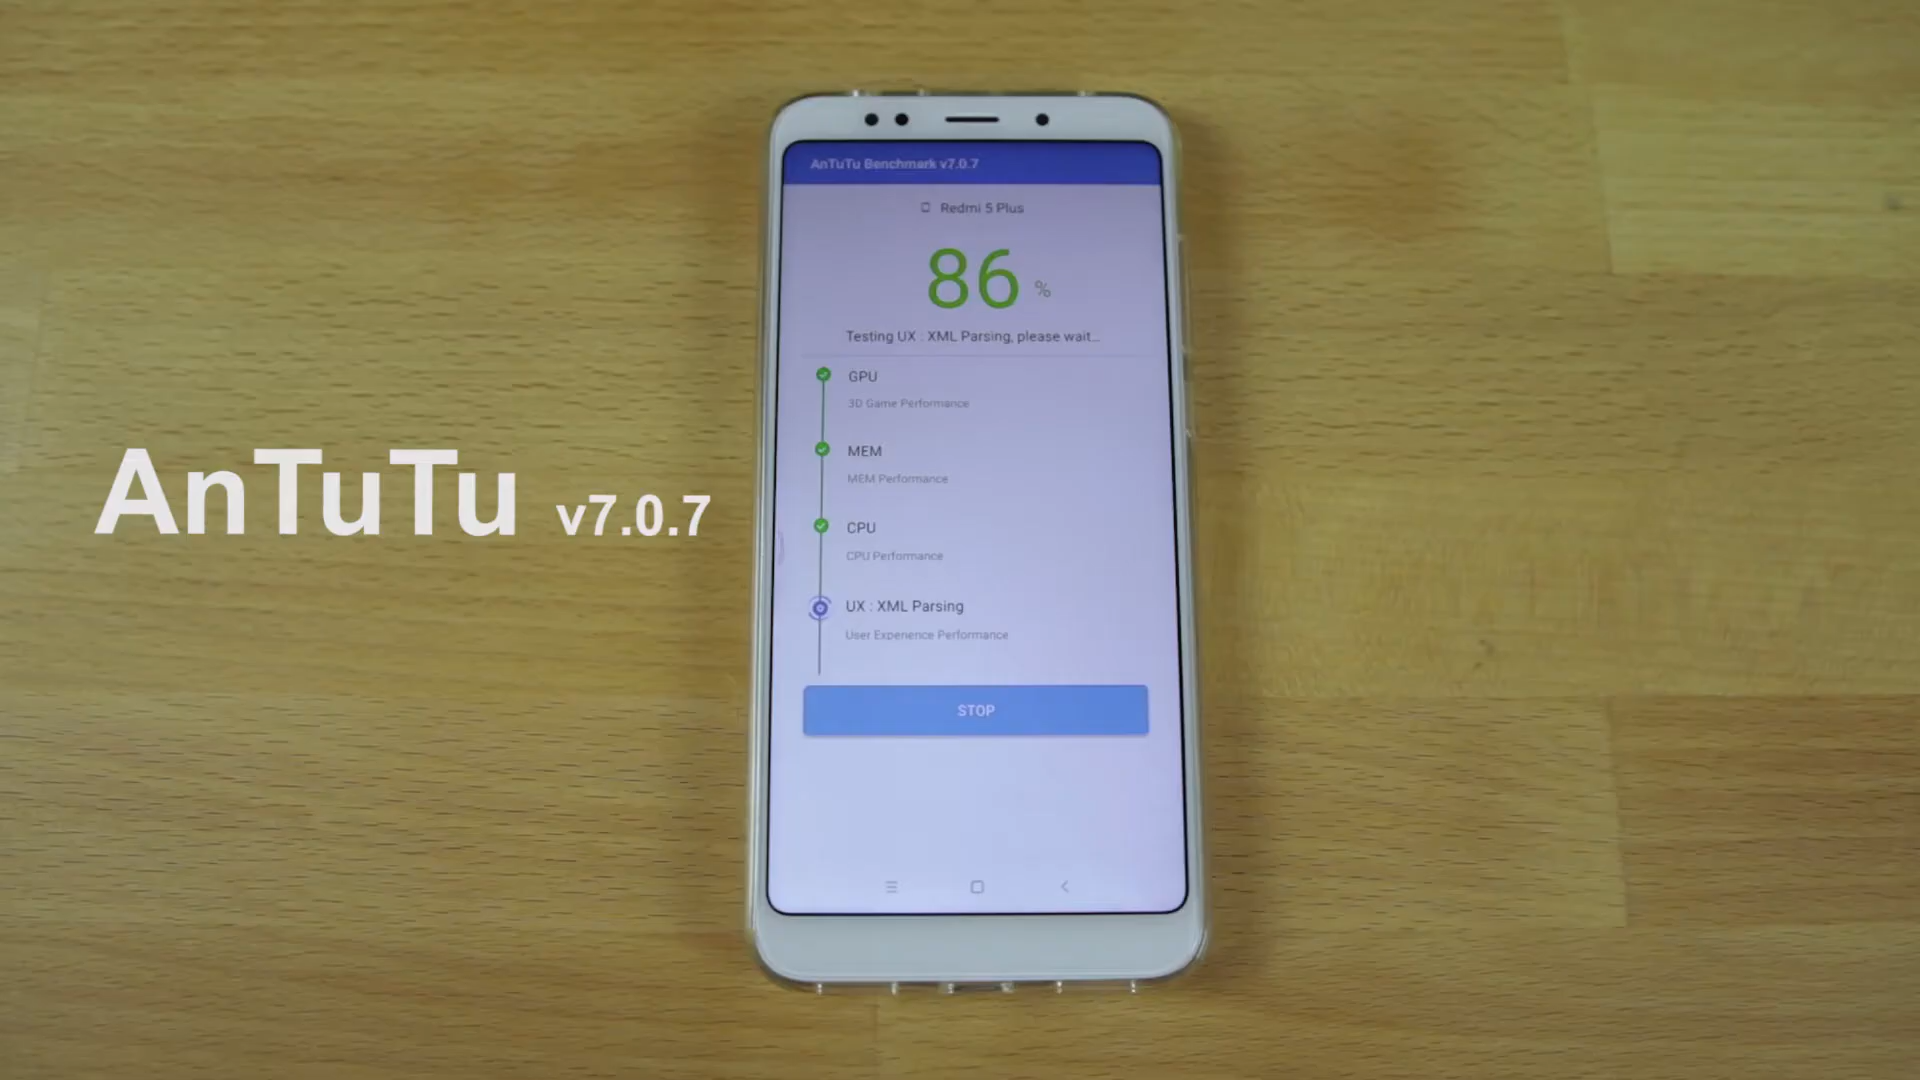 AnTuTu v7.0.7
AnTuTu Benchmark v7.0.7
Redmi 5 Plus
86 %
Testing UX : XML Parsing, please wait...
GPU
3D Game Performance
MEM
MEM Performance
CPU
CPU Performance
UX : XML Parsing
User Experience Performance
STOP